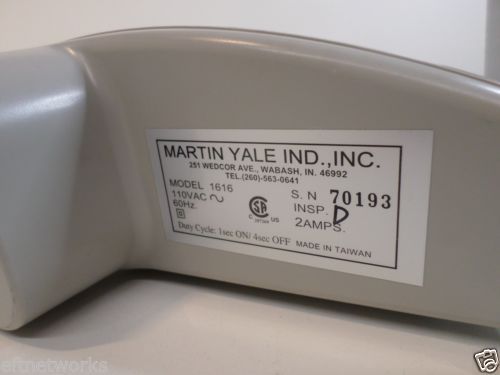 MARTIN YALE IND.,INC.
251 WEDCOR AVE., WABASH, IN. 46992
TEL.(260)-563-0641
MODEL 1616 S. N 70193
110VAC INSP. D
60Hz. 2AMPS.
C US
Duty Cycle: 1sec ON/ 4sec OFF MADE IN TAIWAN
eftnetworks